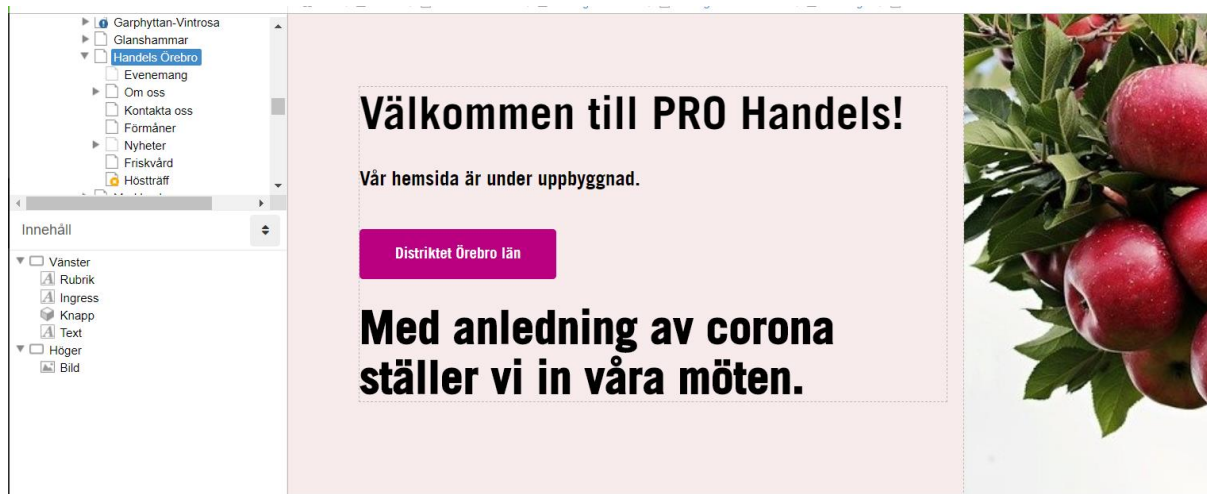 Garphyttan-Vintrosa
Glanshammar
Handels Örebro
Evenemang
Om oss
Kontakta oss
Förmåner
Nyheter
Friskvård
Höstträff
Innehåll
Vänster
Rubrik
Ingress
Knapp
Text
Höger
Bild
Välkommen till PRO Handels!
Vår hemsida är under uppbyggnad.
Distriktet Örebro län
Med anledning av corona
ställer vi in våra möten.